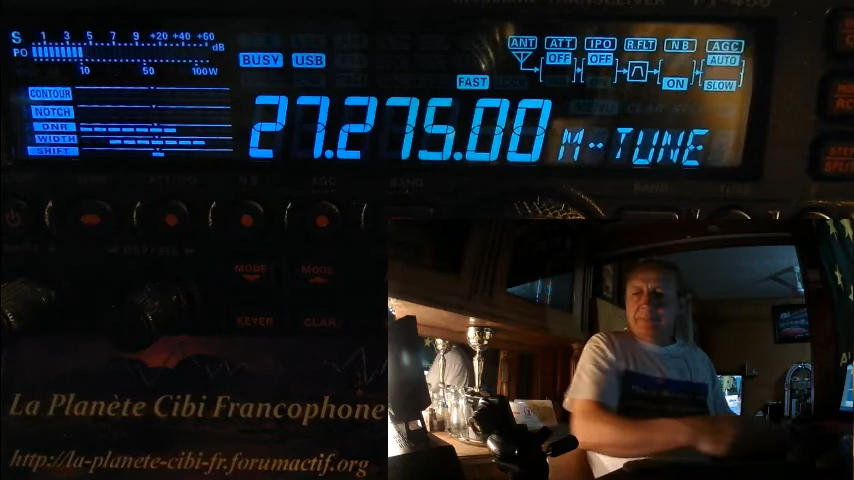 S 1 3 5 7 9 +20 +40 +60 dB
PO 10 50 100W
BUSY USB
ANT ATT IPO R.FLT NB AGC
OFF OFF ON AUTO SLOW
FAST
CONTOUR
NOTCH
DNR
WIDTH
SHIFT
27.275.00 M--TUNE
MODE MODE
KEYER CLAR
La Planète Cibi Francophone
http://la-planete-cibi-fr.forumactif.org